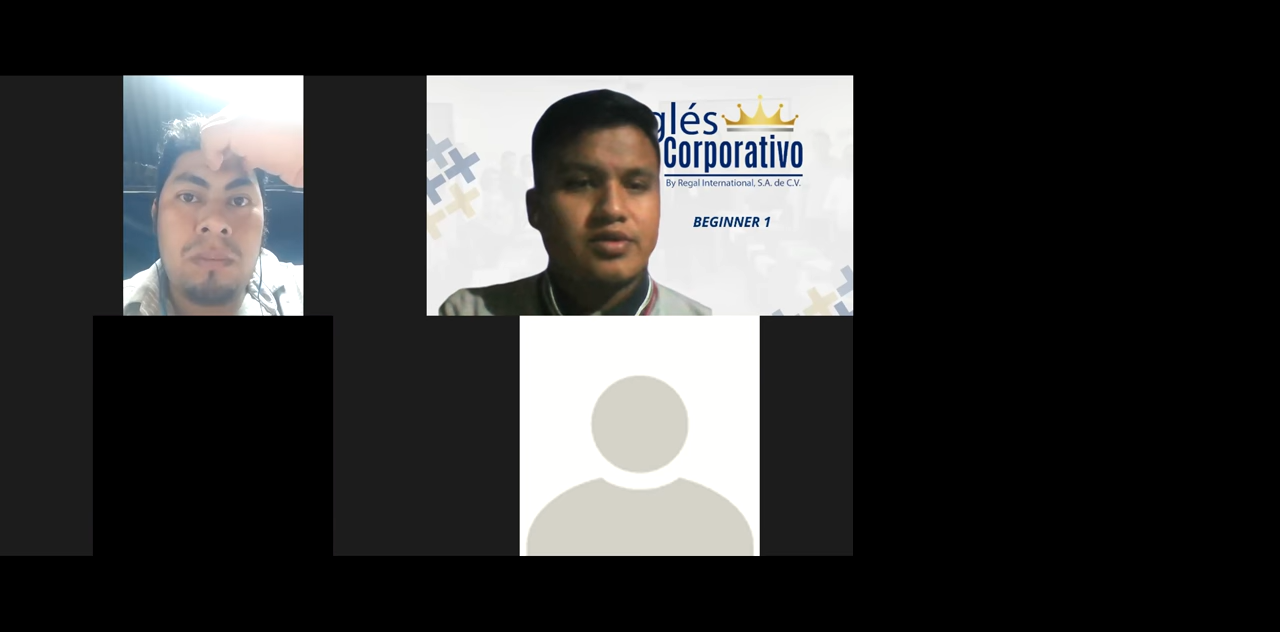 glés
Corporativo
By Regal International, S.A. de C.V.
BEGINNER 1